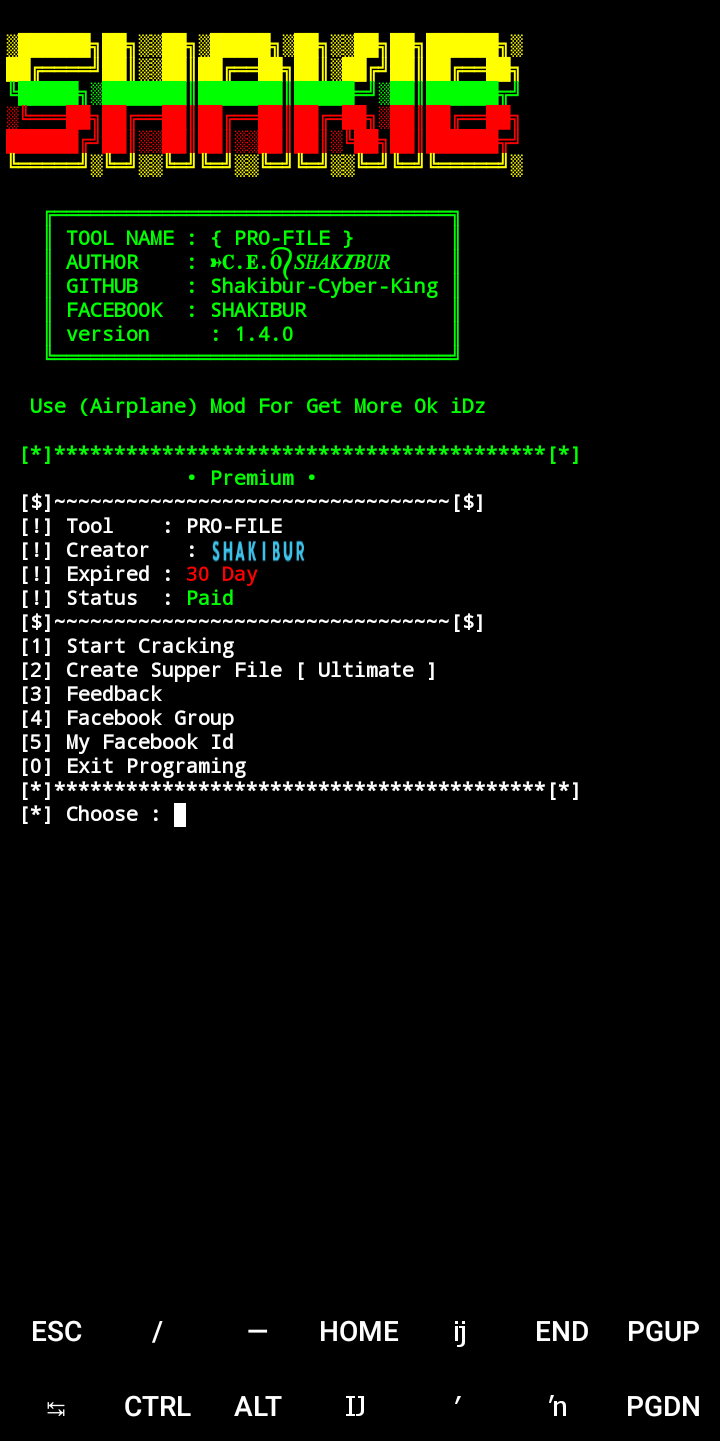 SHAKIB
TOOL NAME : { PRO-FILE }
AUTHOR : ➽C.E.O༎SHAKIBUR
GITHUB : Shakibur-Cyber-King
FACEBOOK : SHAKIBUR
version : 1.4.0
Use (Airplane) Mod For Get More Ok iDz
[*]*****************************************[*]
• Premium •
[$]~~~~~~~~~~~~~~~~~~~~~~~~~~~~~~~~~[$]
[!] Tool : PRO-FILE
[!] Creator : SHAKIBUR
[!] Expired : 30 Day
[!] Status : Paid
[$]~~~~~~~~~~~~~~~~~~~~~~~~~~~~~~~~~[$]
[1] Start Cracking
[2] Create Supper File [ Ultimate ]
[3] Feedback
[4] Facebook Group
[5] My Facebook Id
[0] Exit Programing
[*]*****************************************[*]
[*] Choose :
ESC / — HOME ĳ END PGUP
↹ CTRL ALT Ĳ ′ ŉ PGDN